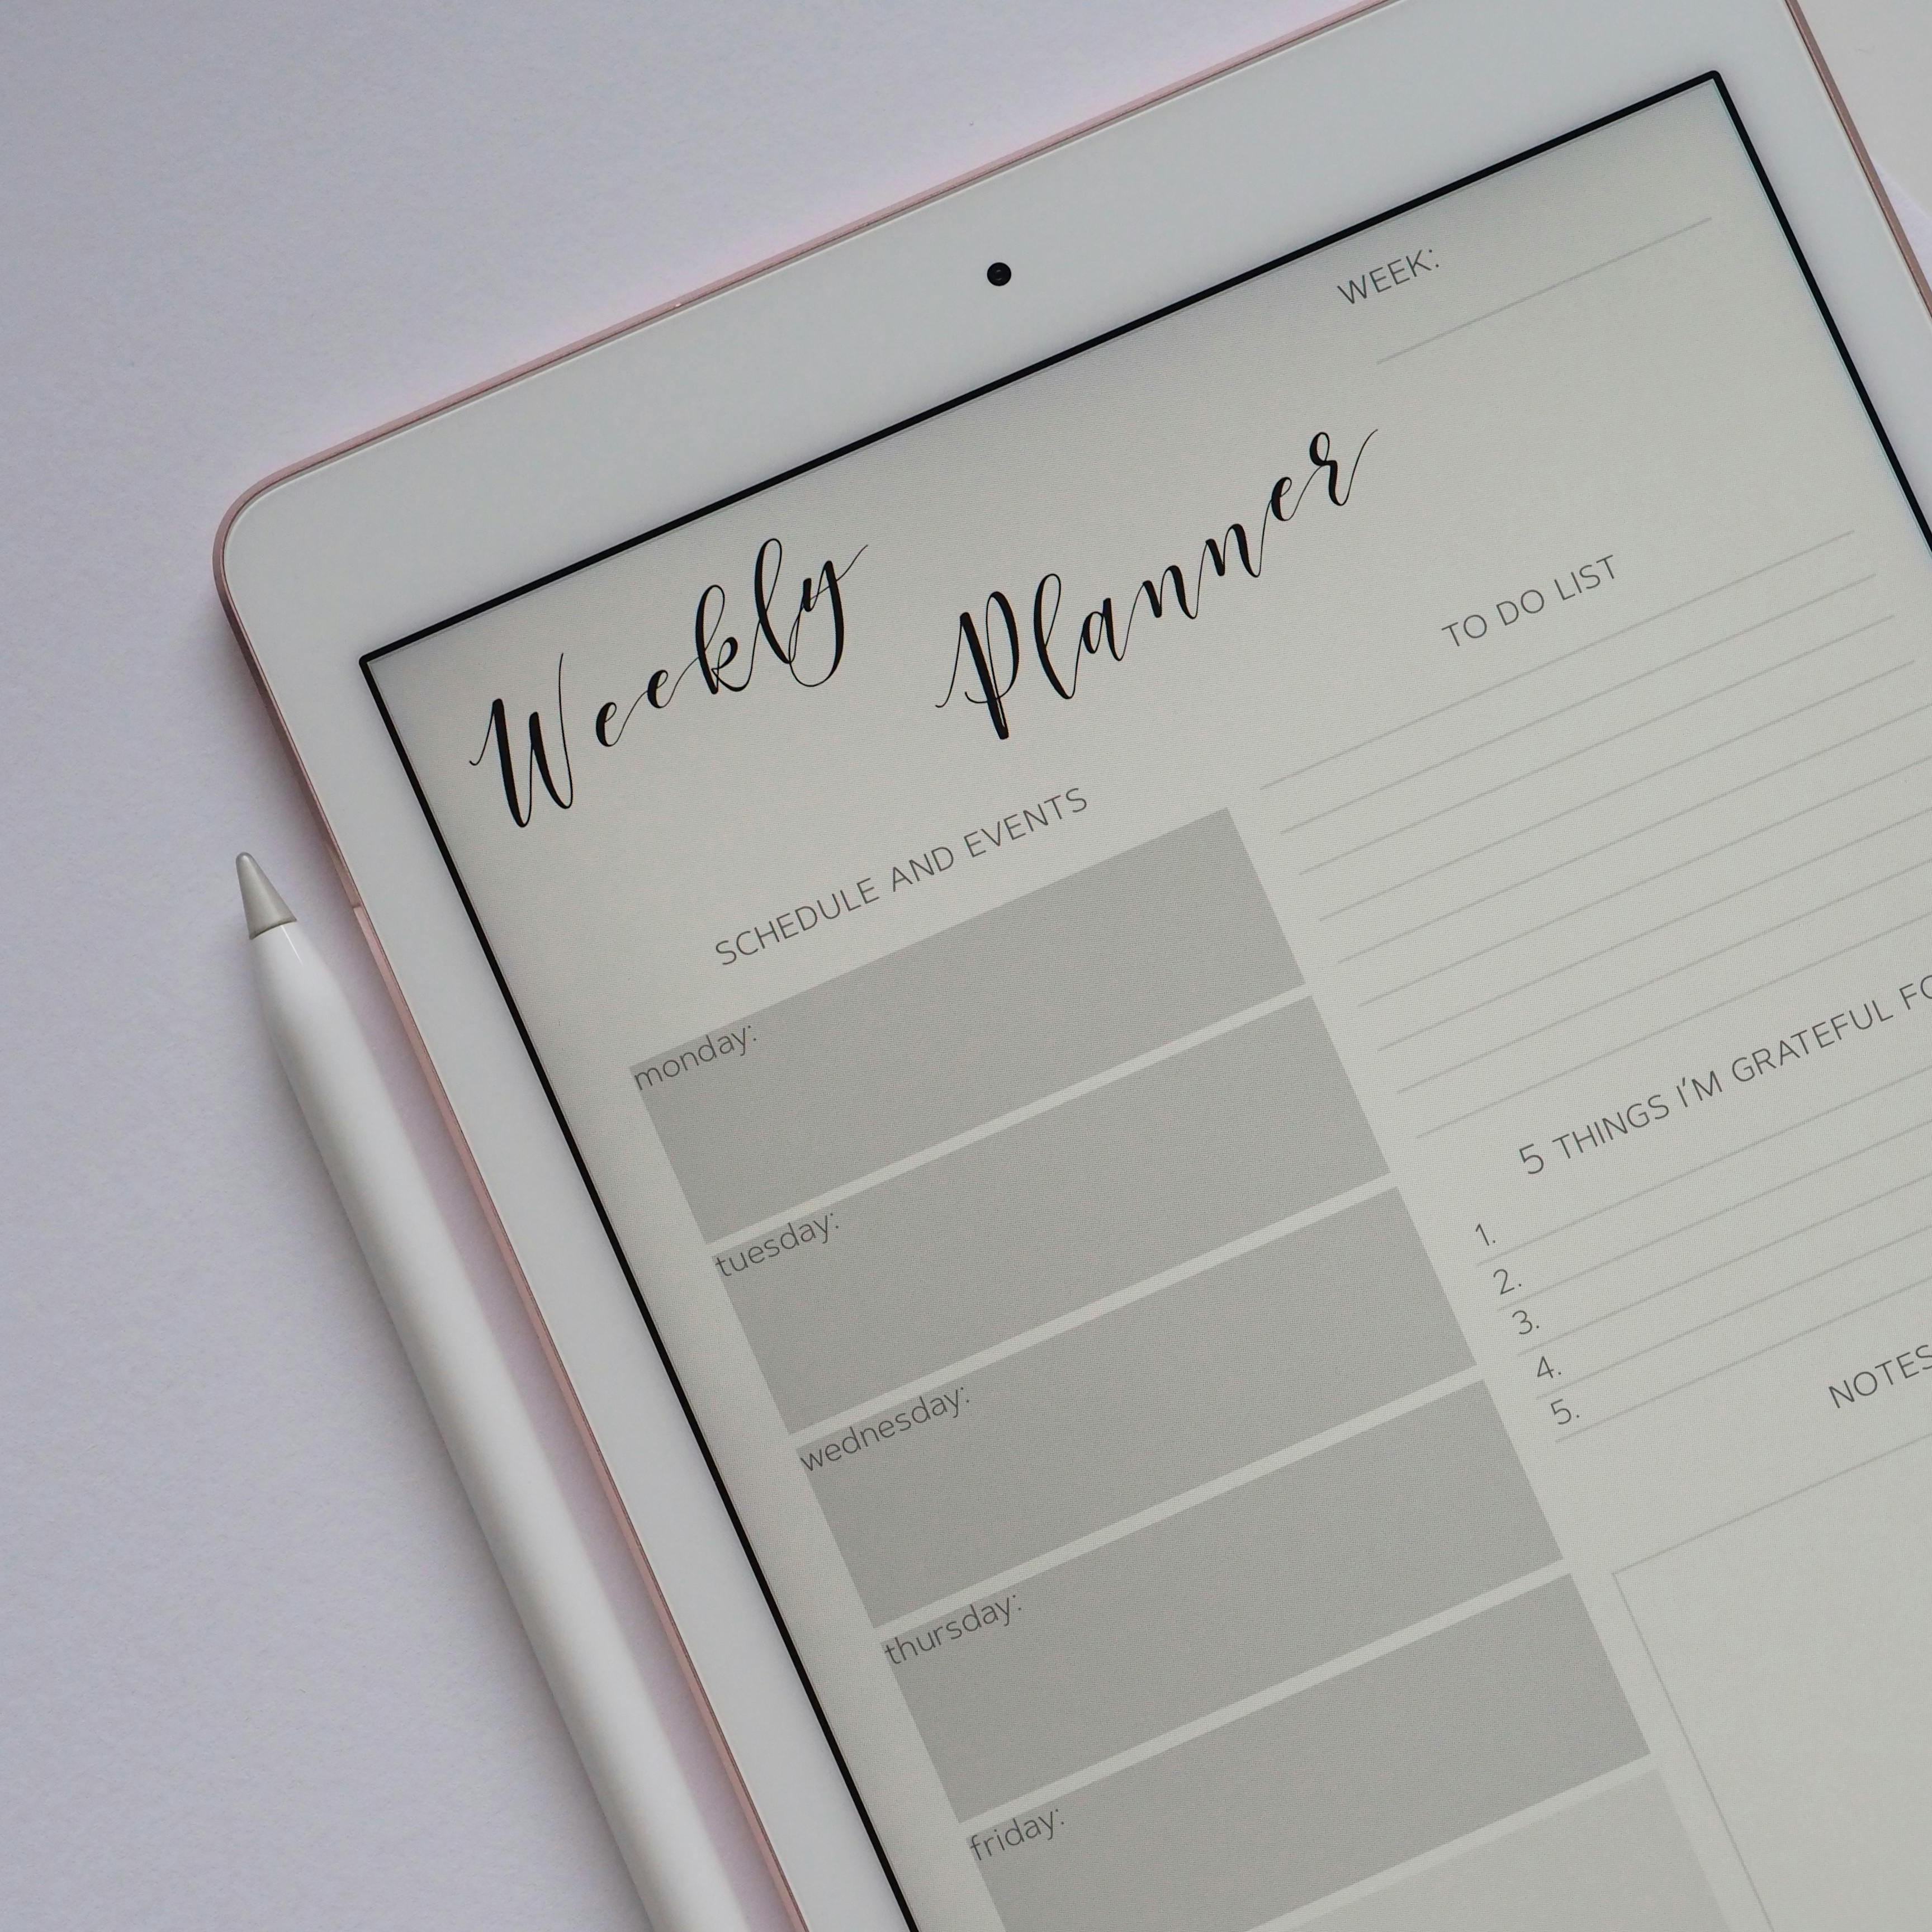 WEEK:
Weekly Planner
SCHEDULE AND EVENTS
monday:
tuesday:
wednesday:
thursday:
friday:
TO DO LIST
5 THINGS I'M GRATEFUL FO
1.
2.
3.
4.
5.
NOTES